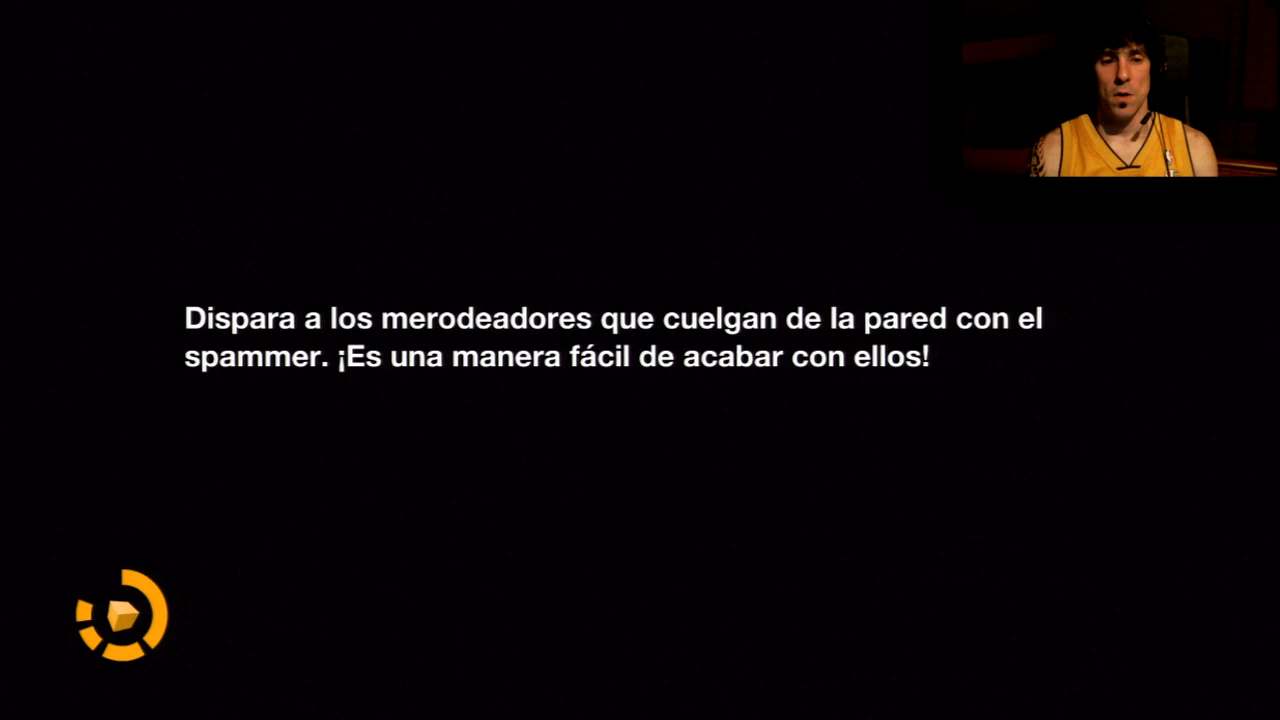 Dispara a los merodeadores que cuelgan de la pared con el
spammer. ¡Es una manera fácil de acabar con ellos!